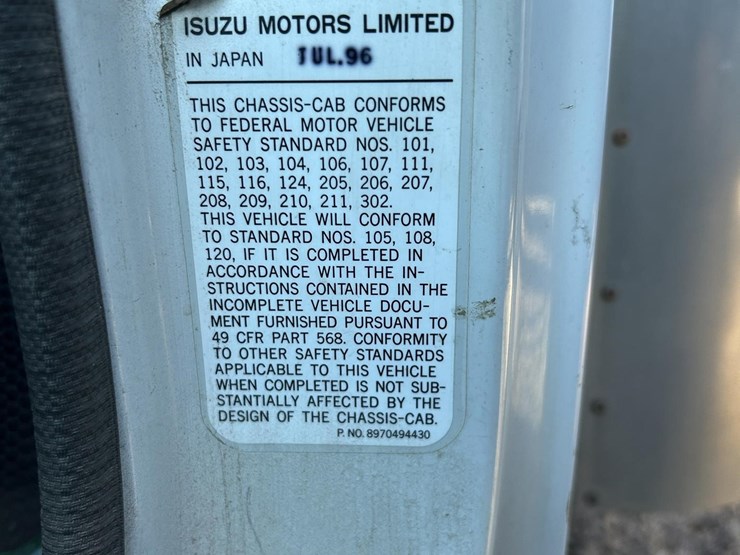 ISUZU MOTORS LIMITED
IN JAPAN JUL.96
THIS CHASSIS-CAB CONFORMS
TO FEDERAL MOTOR VEHICLE
SAFETY STANDARD NOS. 101,
102, 103, 104, 106, 107, 111,
115, 116, 124, 205, 206, 207,
208, 209, 210, 211, 302.
THIS VEHICLE WILL CONFORM
TO STANDARD NOS. 105, 108,
120, IF IT IS COMPLETED IN
ACCORDANCE WITH THE IN-
STRUCTIONS CONTAINED IN THE
INCOMPLETE VEHICLE DOCU-
MENT FURNISHED PURSUANT TO
49 CFR PART 568. CONFORMITY
TO OTHER SAFETY STANDARDS
APPLICABLE TO THIS VEHICLE
WHEN COMPLETED IS NOT SUB-
STANTIALLY AFFECTED BY THE
DESIGN OF THE CHASSIS-CAB.
P. NO. 8970494430